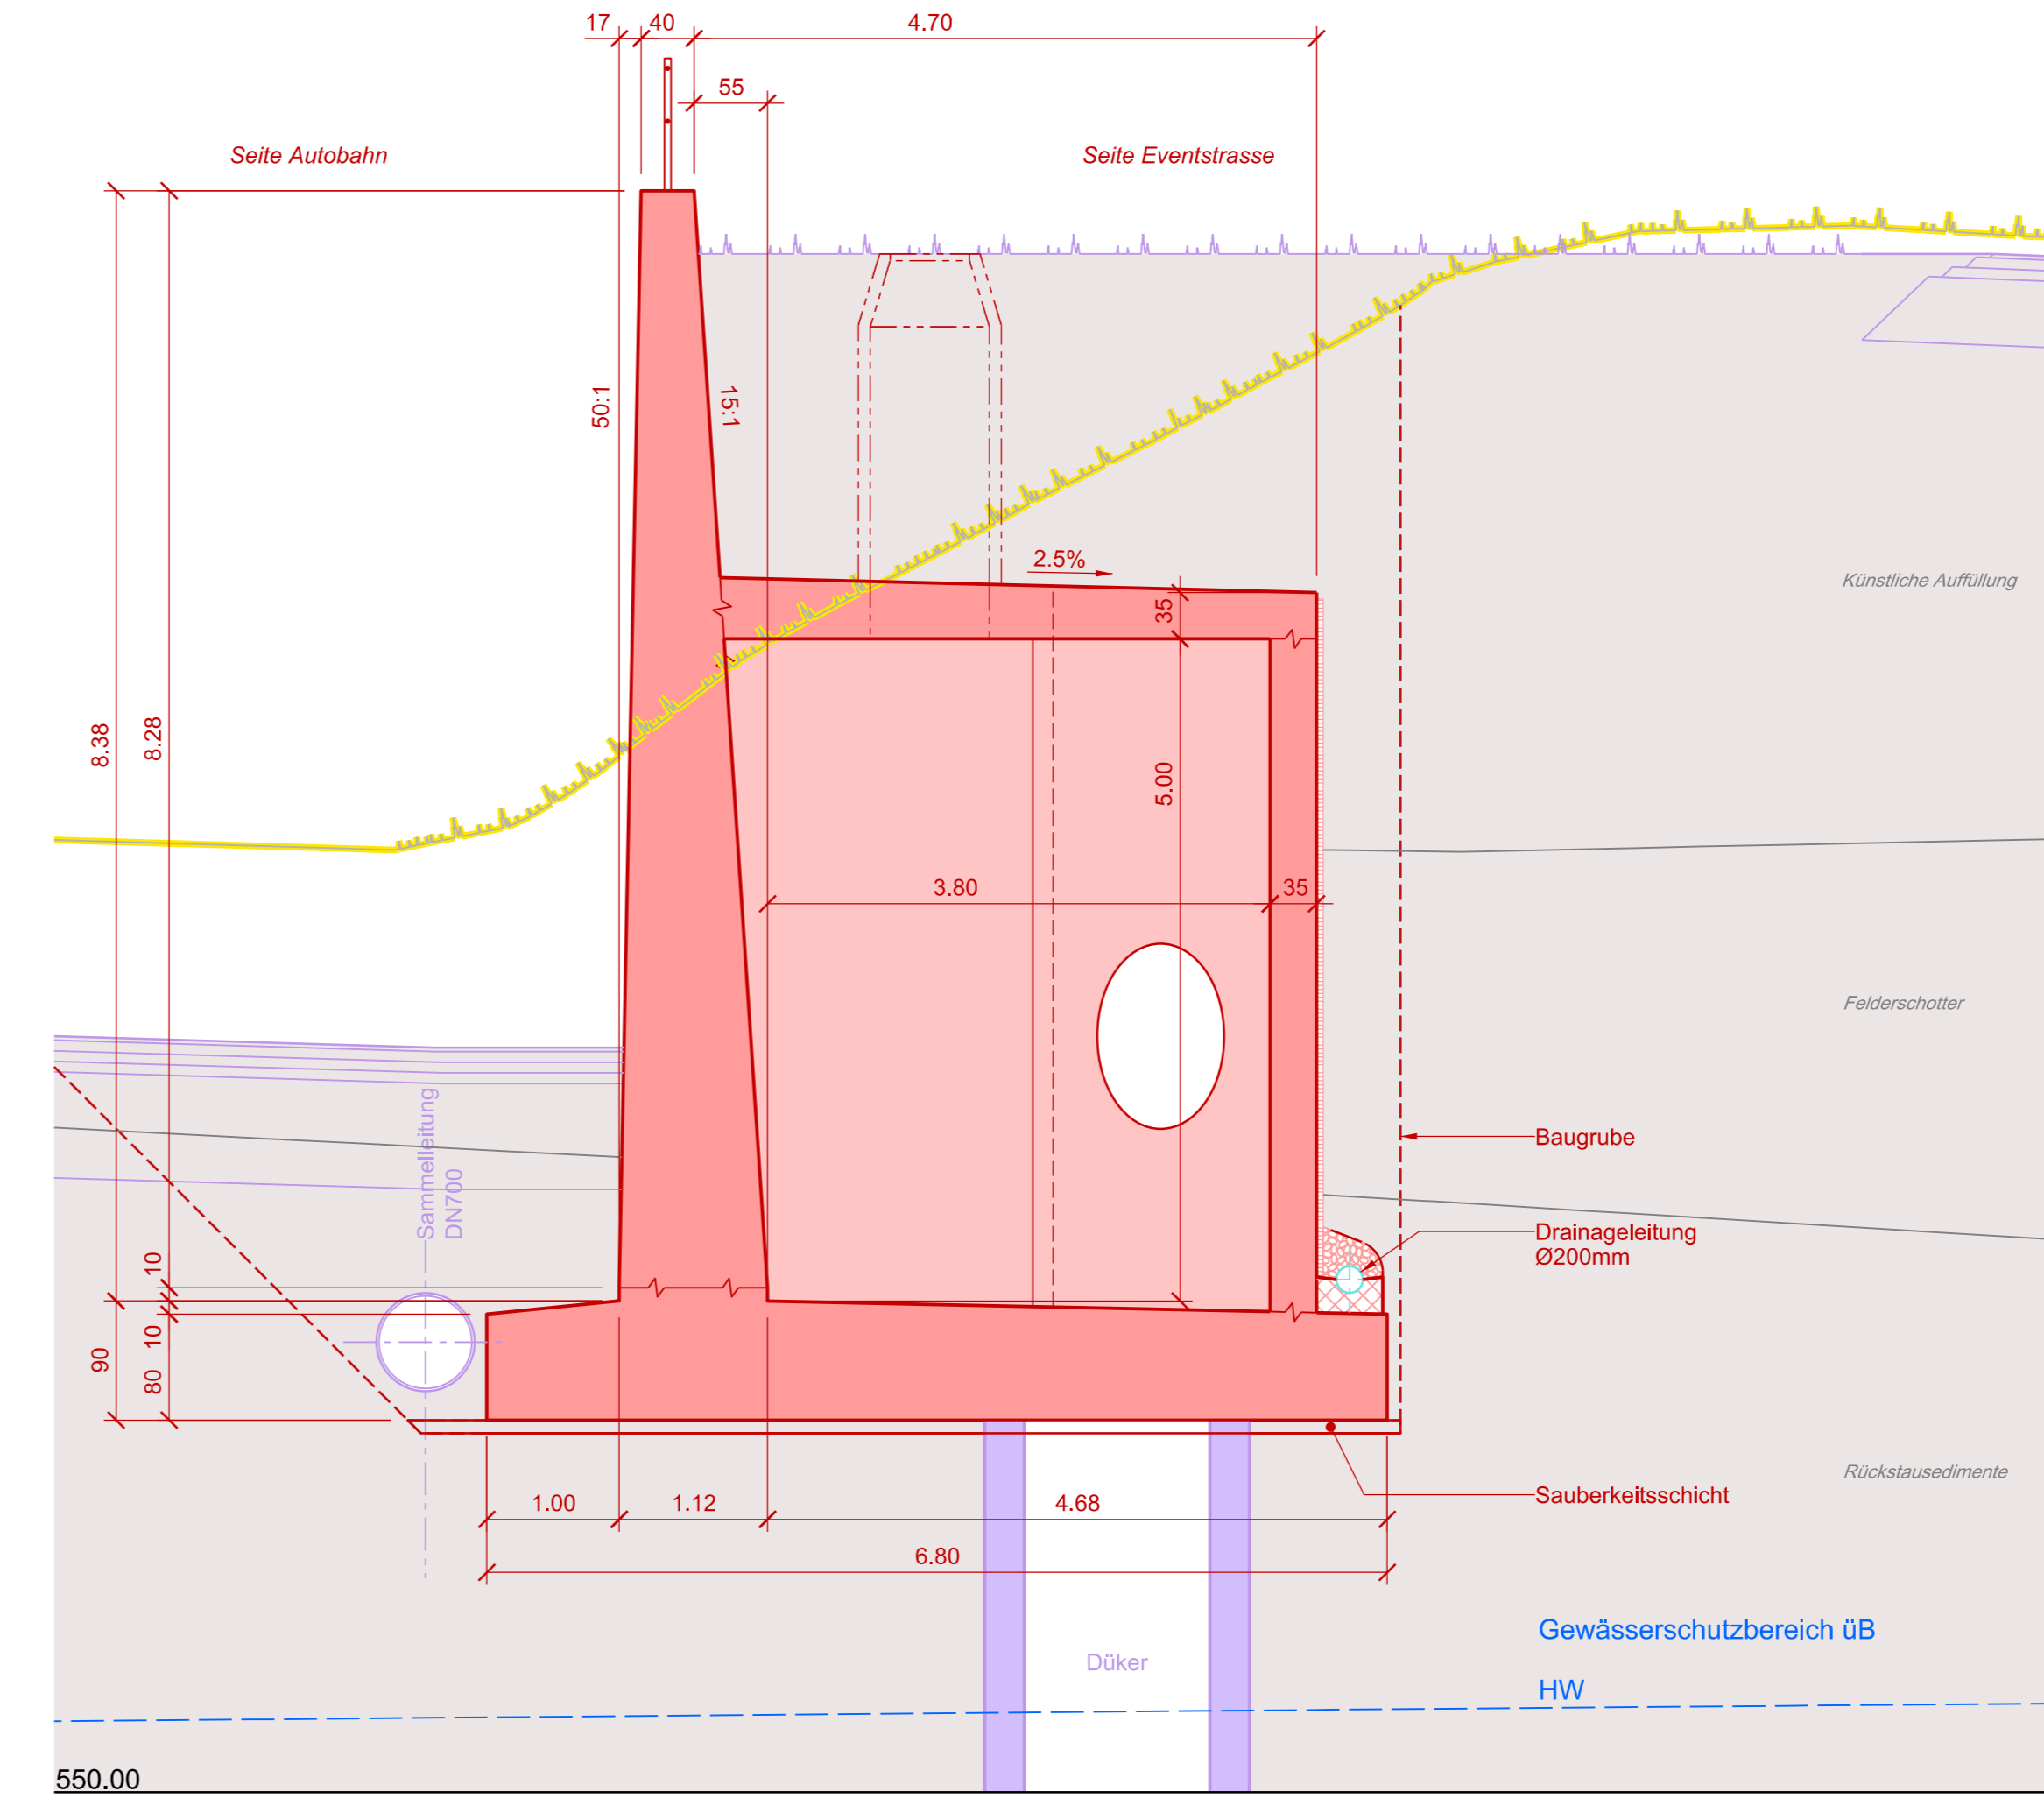 17
40
4.70
55
Seite Autobahn
Seite Eventstrasse
50:1
15:1
2.5%
35
Künstliche Auffüllung
8.38
8.28
5.00
3.80
35
Felderschotter
Sammelleitung
DN700
Baugrube
Drainageleitung
Ø200mm
10
10
90
80
Rückstausedimente
Sauberkeitsschicht
1.00
1.12
4.68
6.80
Gewässerschutzbereich üB
Düker
HW
550.00